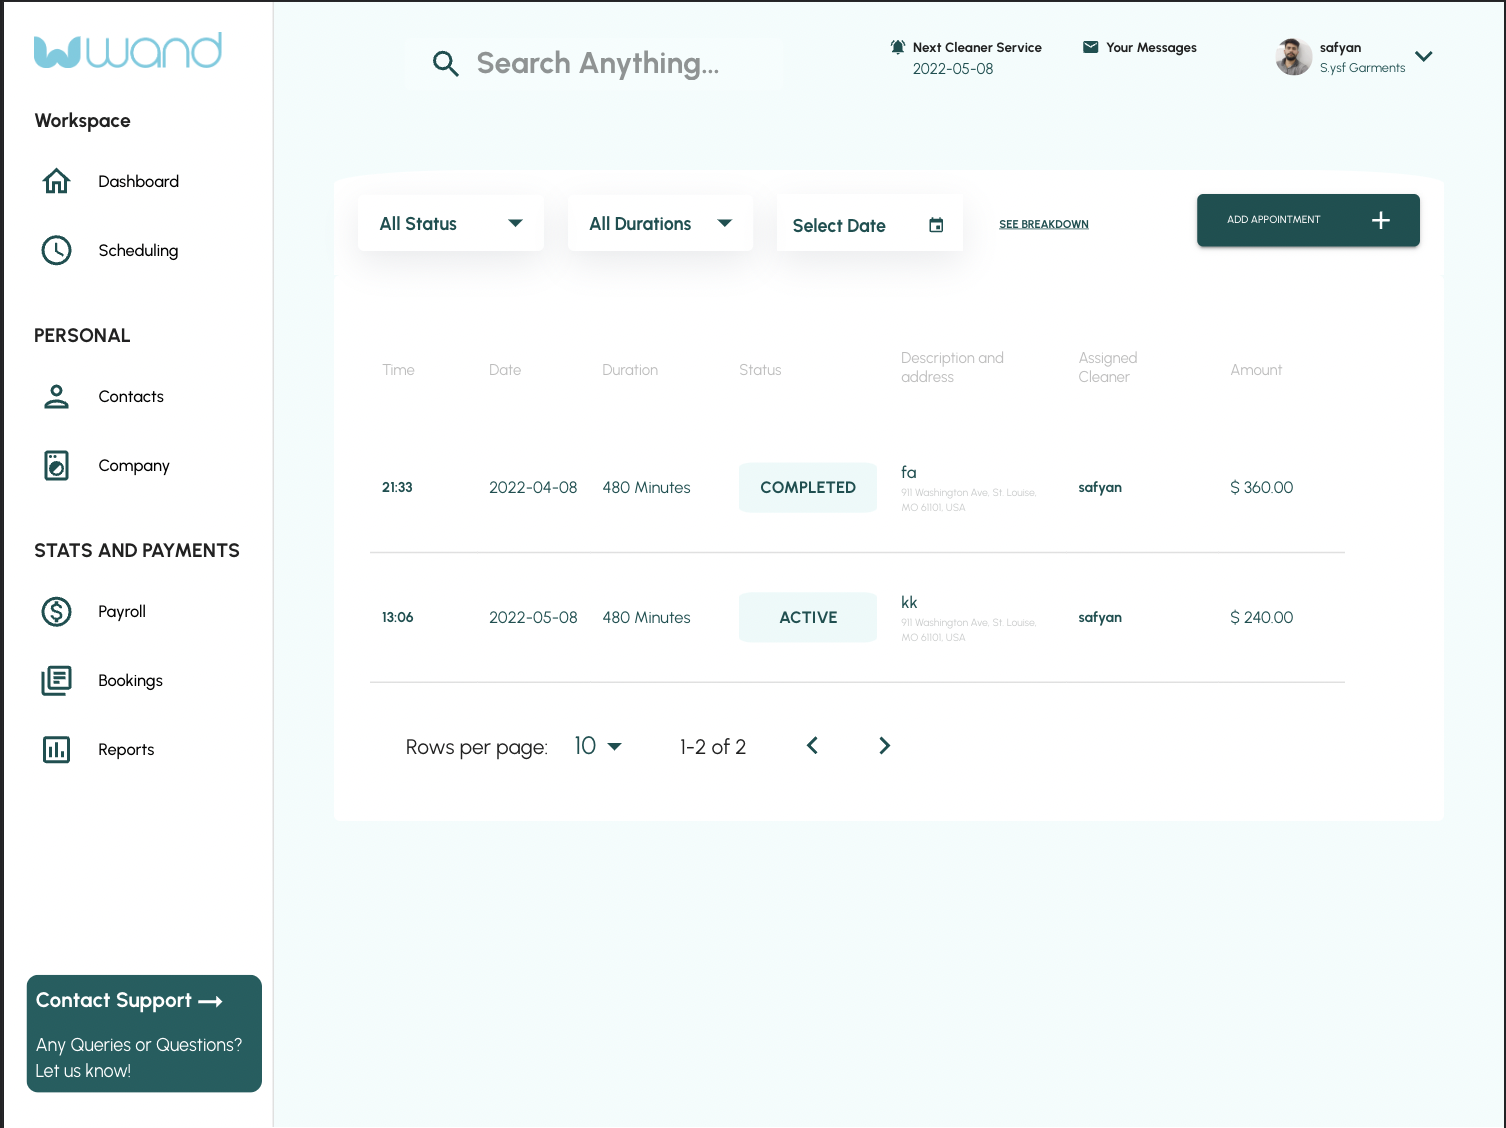 wand
Workspace
Dashboard
Scheduling
PERSONAL
Contacts
Company
STATS AND PAYMENTS
Payroll
Bookings
Reports
Contact Support →
Any Queries or Questions?
Let us know!
Search Anything...
Next Cleaner Service
2022-05-08
Your Messages
safyan
S.ysf Garments
All Status
All Durations
Select Date
SEE BREAKDOWN
ADD APPOINTMENT +
Time Date Duration Status Description and address Assigned Cleaner Amount
21:33 2022-04-08 480 Minutes COMPLETED fa safyan $ 360.00
911 Washington Ave. St. Louise,
MO 61101, USA
13:06 2022-05-08 480 Minutes ACTIVE kk safyan $ 240.00
911 Washington Ave. St. Louise,
MO 61101, USA
Rows per page: 10 1-2 of 2